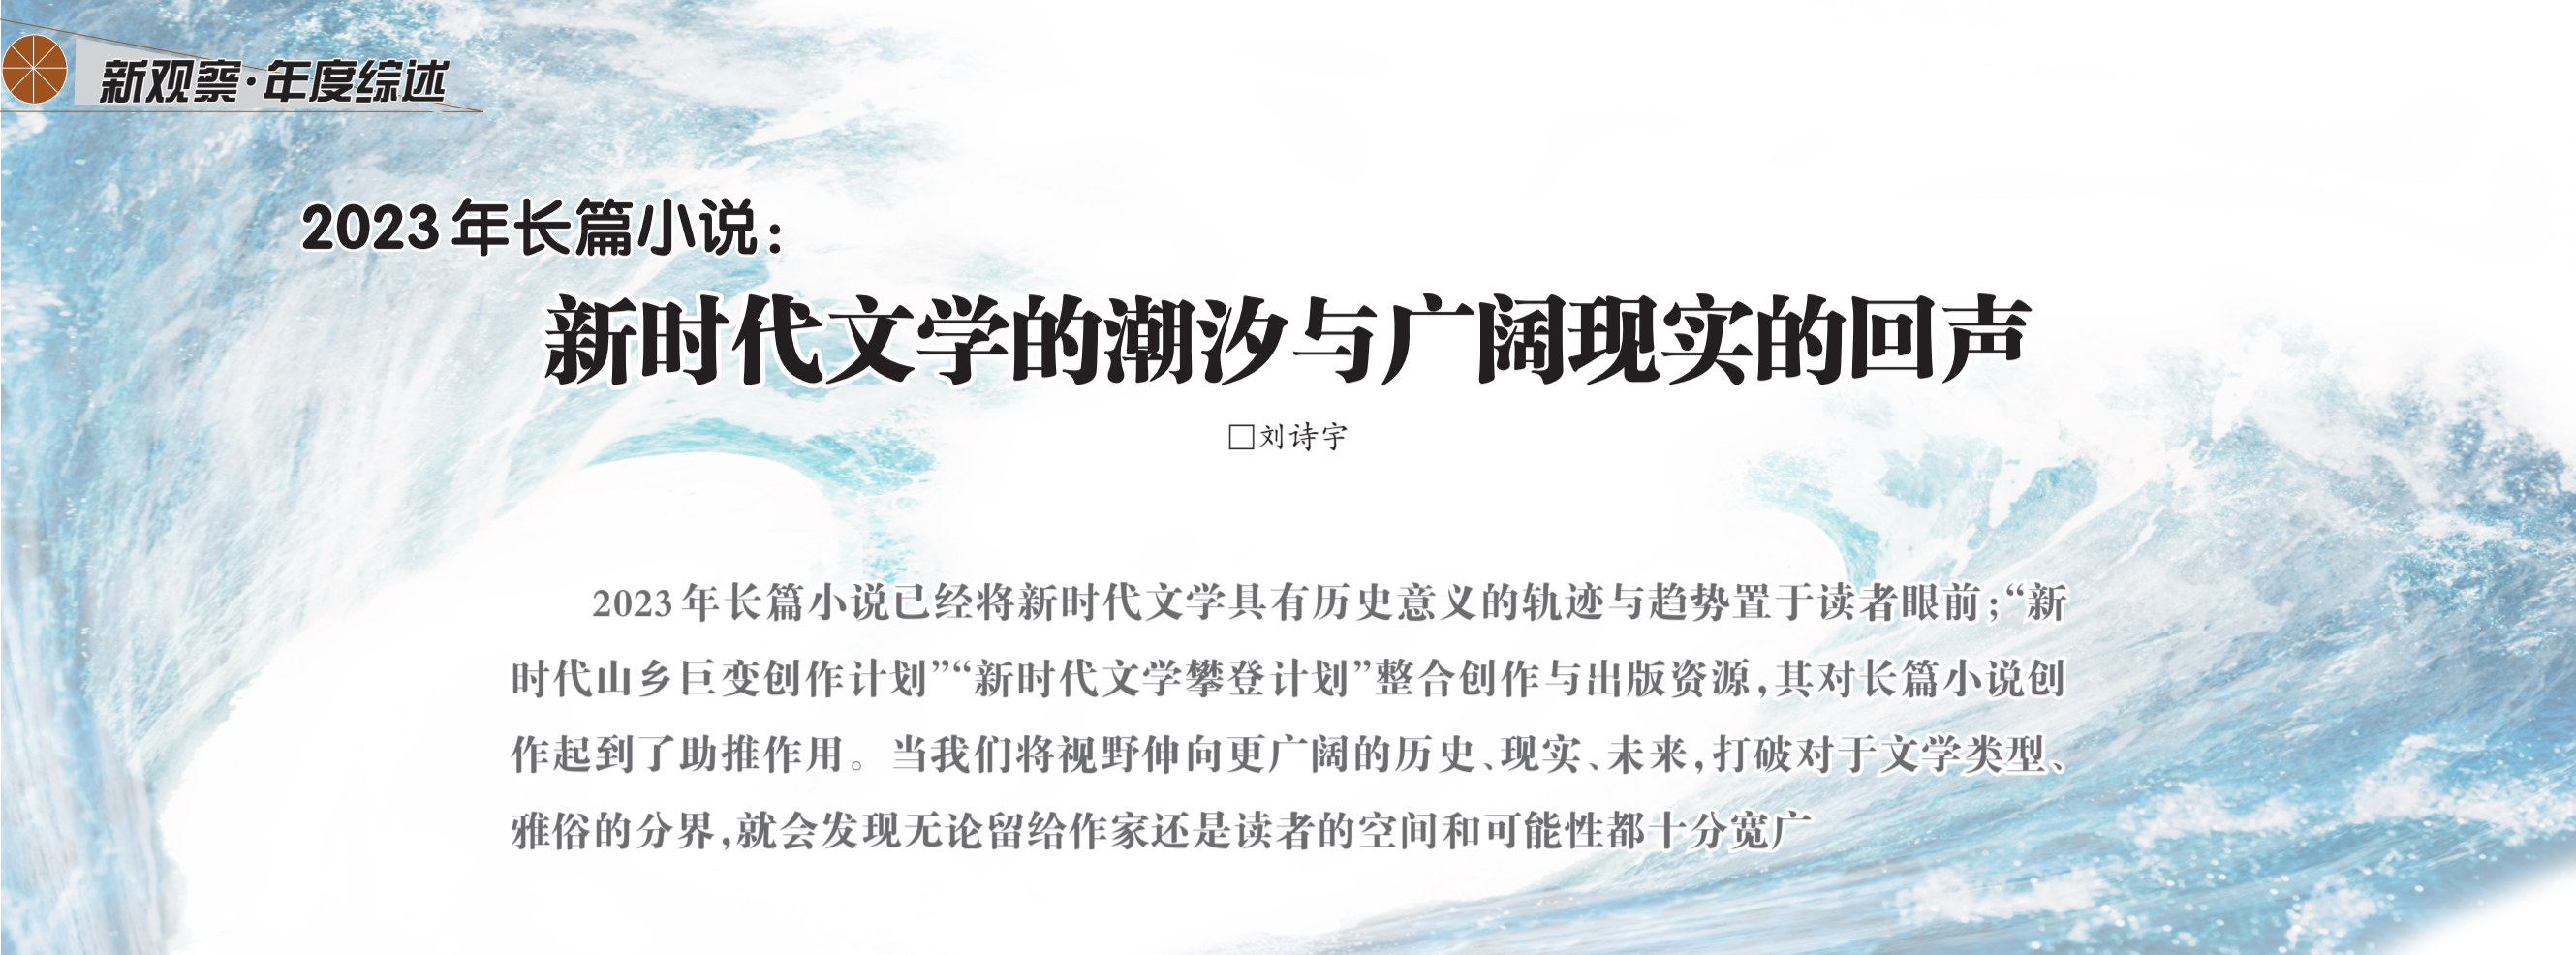 新观察·年度综述
2023年长篇小说：
新时代文学的潮汐与广阔现实的回声
□刘诗宇
2023年长篇小说已经将新时代文学具有历史意义的轨迹与趋势置于读者眼前；“新
时代山乡巨变创作计划”“新时代文学攀登计划”整合创作与出版资源，其对长篇小说创
作起到了助推作用。当我们将视野伸向更广阔的历史、现实、未来，打破对于文学类型、
雅俗的分界，就会发现无论留给作家还是读者的空间和可能性都十分宽广